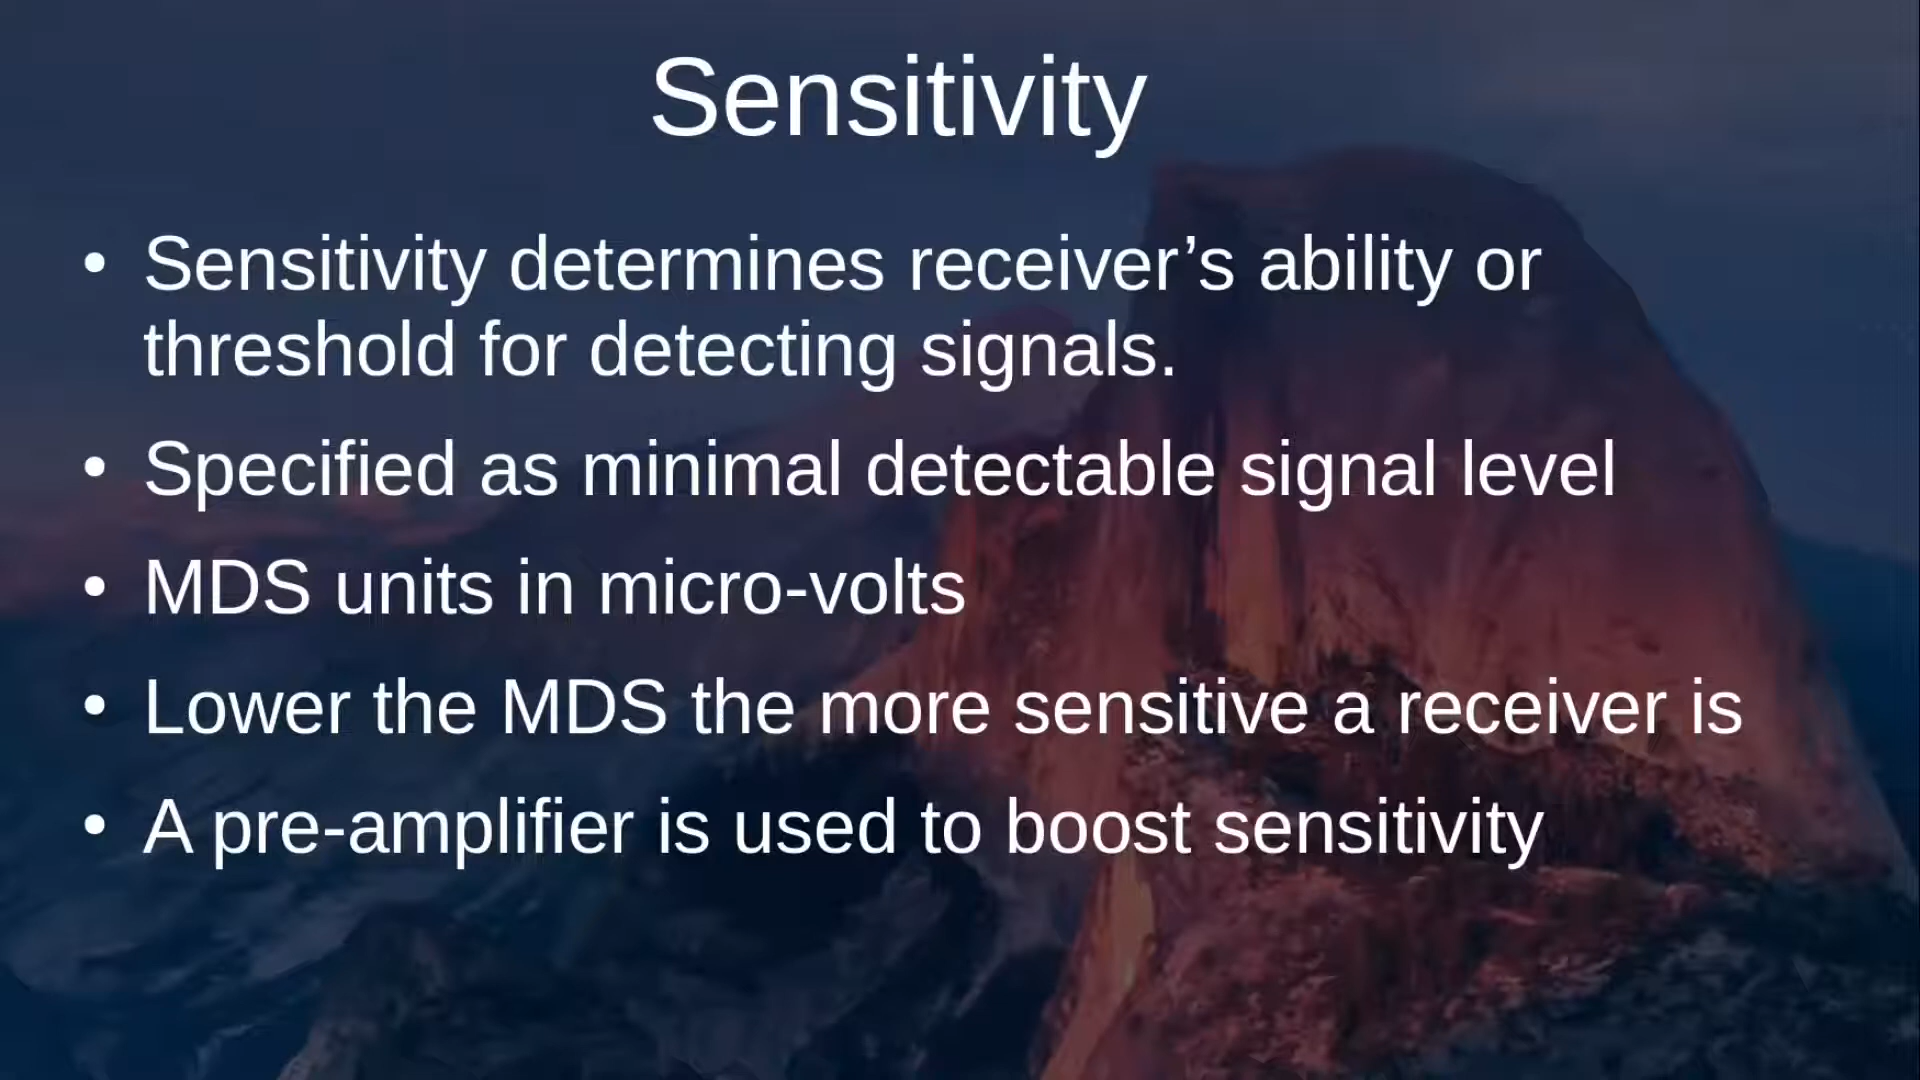 Sensitivity
• Sensitivity determines receiver’s ability or
threshold for detecting signals.
• Specified as minimal detectable signal level
• MDS units in micro-volts
• Lower the MDS the more sensitive a receiver is
• A pre-amplifier is used to boost sensitivity